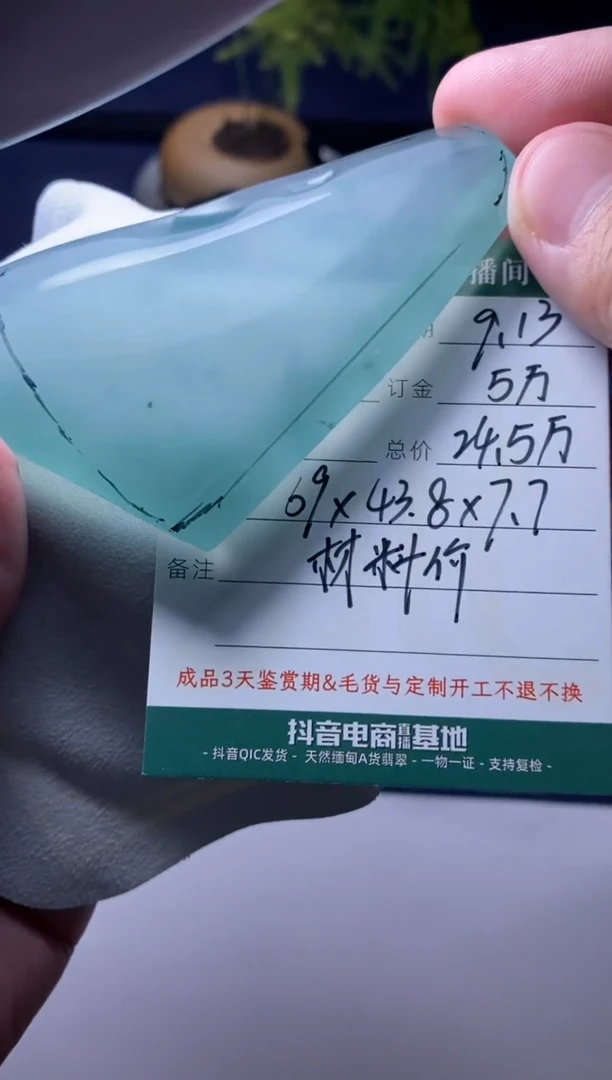 播间
期 9.13
订金 5万
总价 24.5万
69×43.8×7.7
备注 材料价
成品3天鉴赏期&毛货与定制开工不退不换
抖音电商直播基地
- 抖音QIC发货 - 天然缅甸A货翡翠 - 一物一证 - 支持复检 -